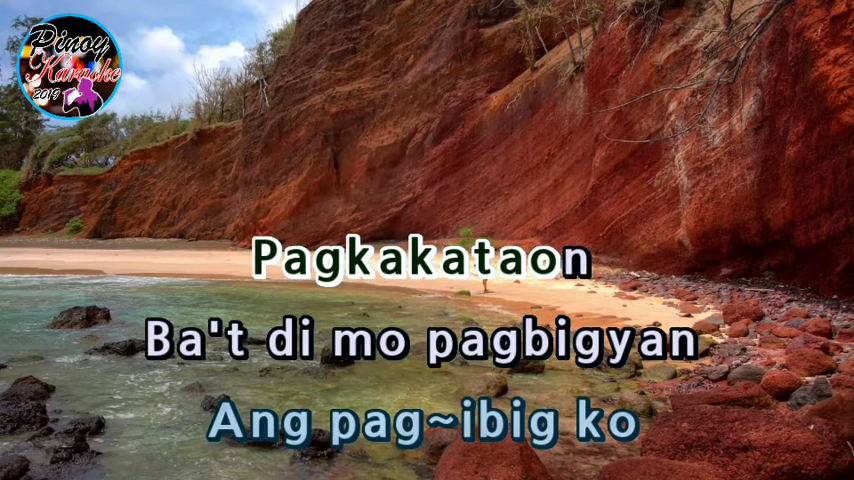 Pinoy
Karaoke
2019
Pagkakataon
Ba't di mo pagbigyan
Ang pag~ibig ko